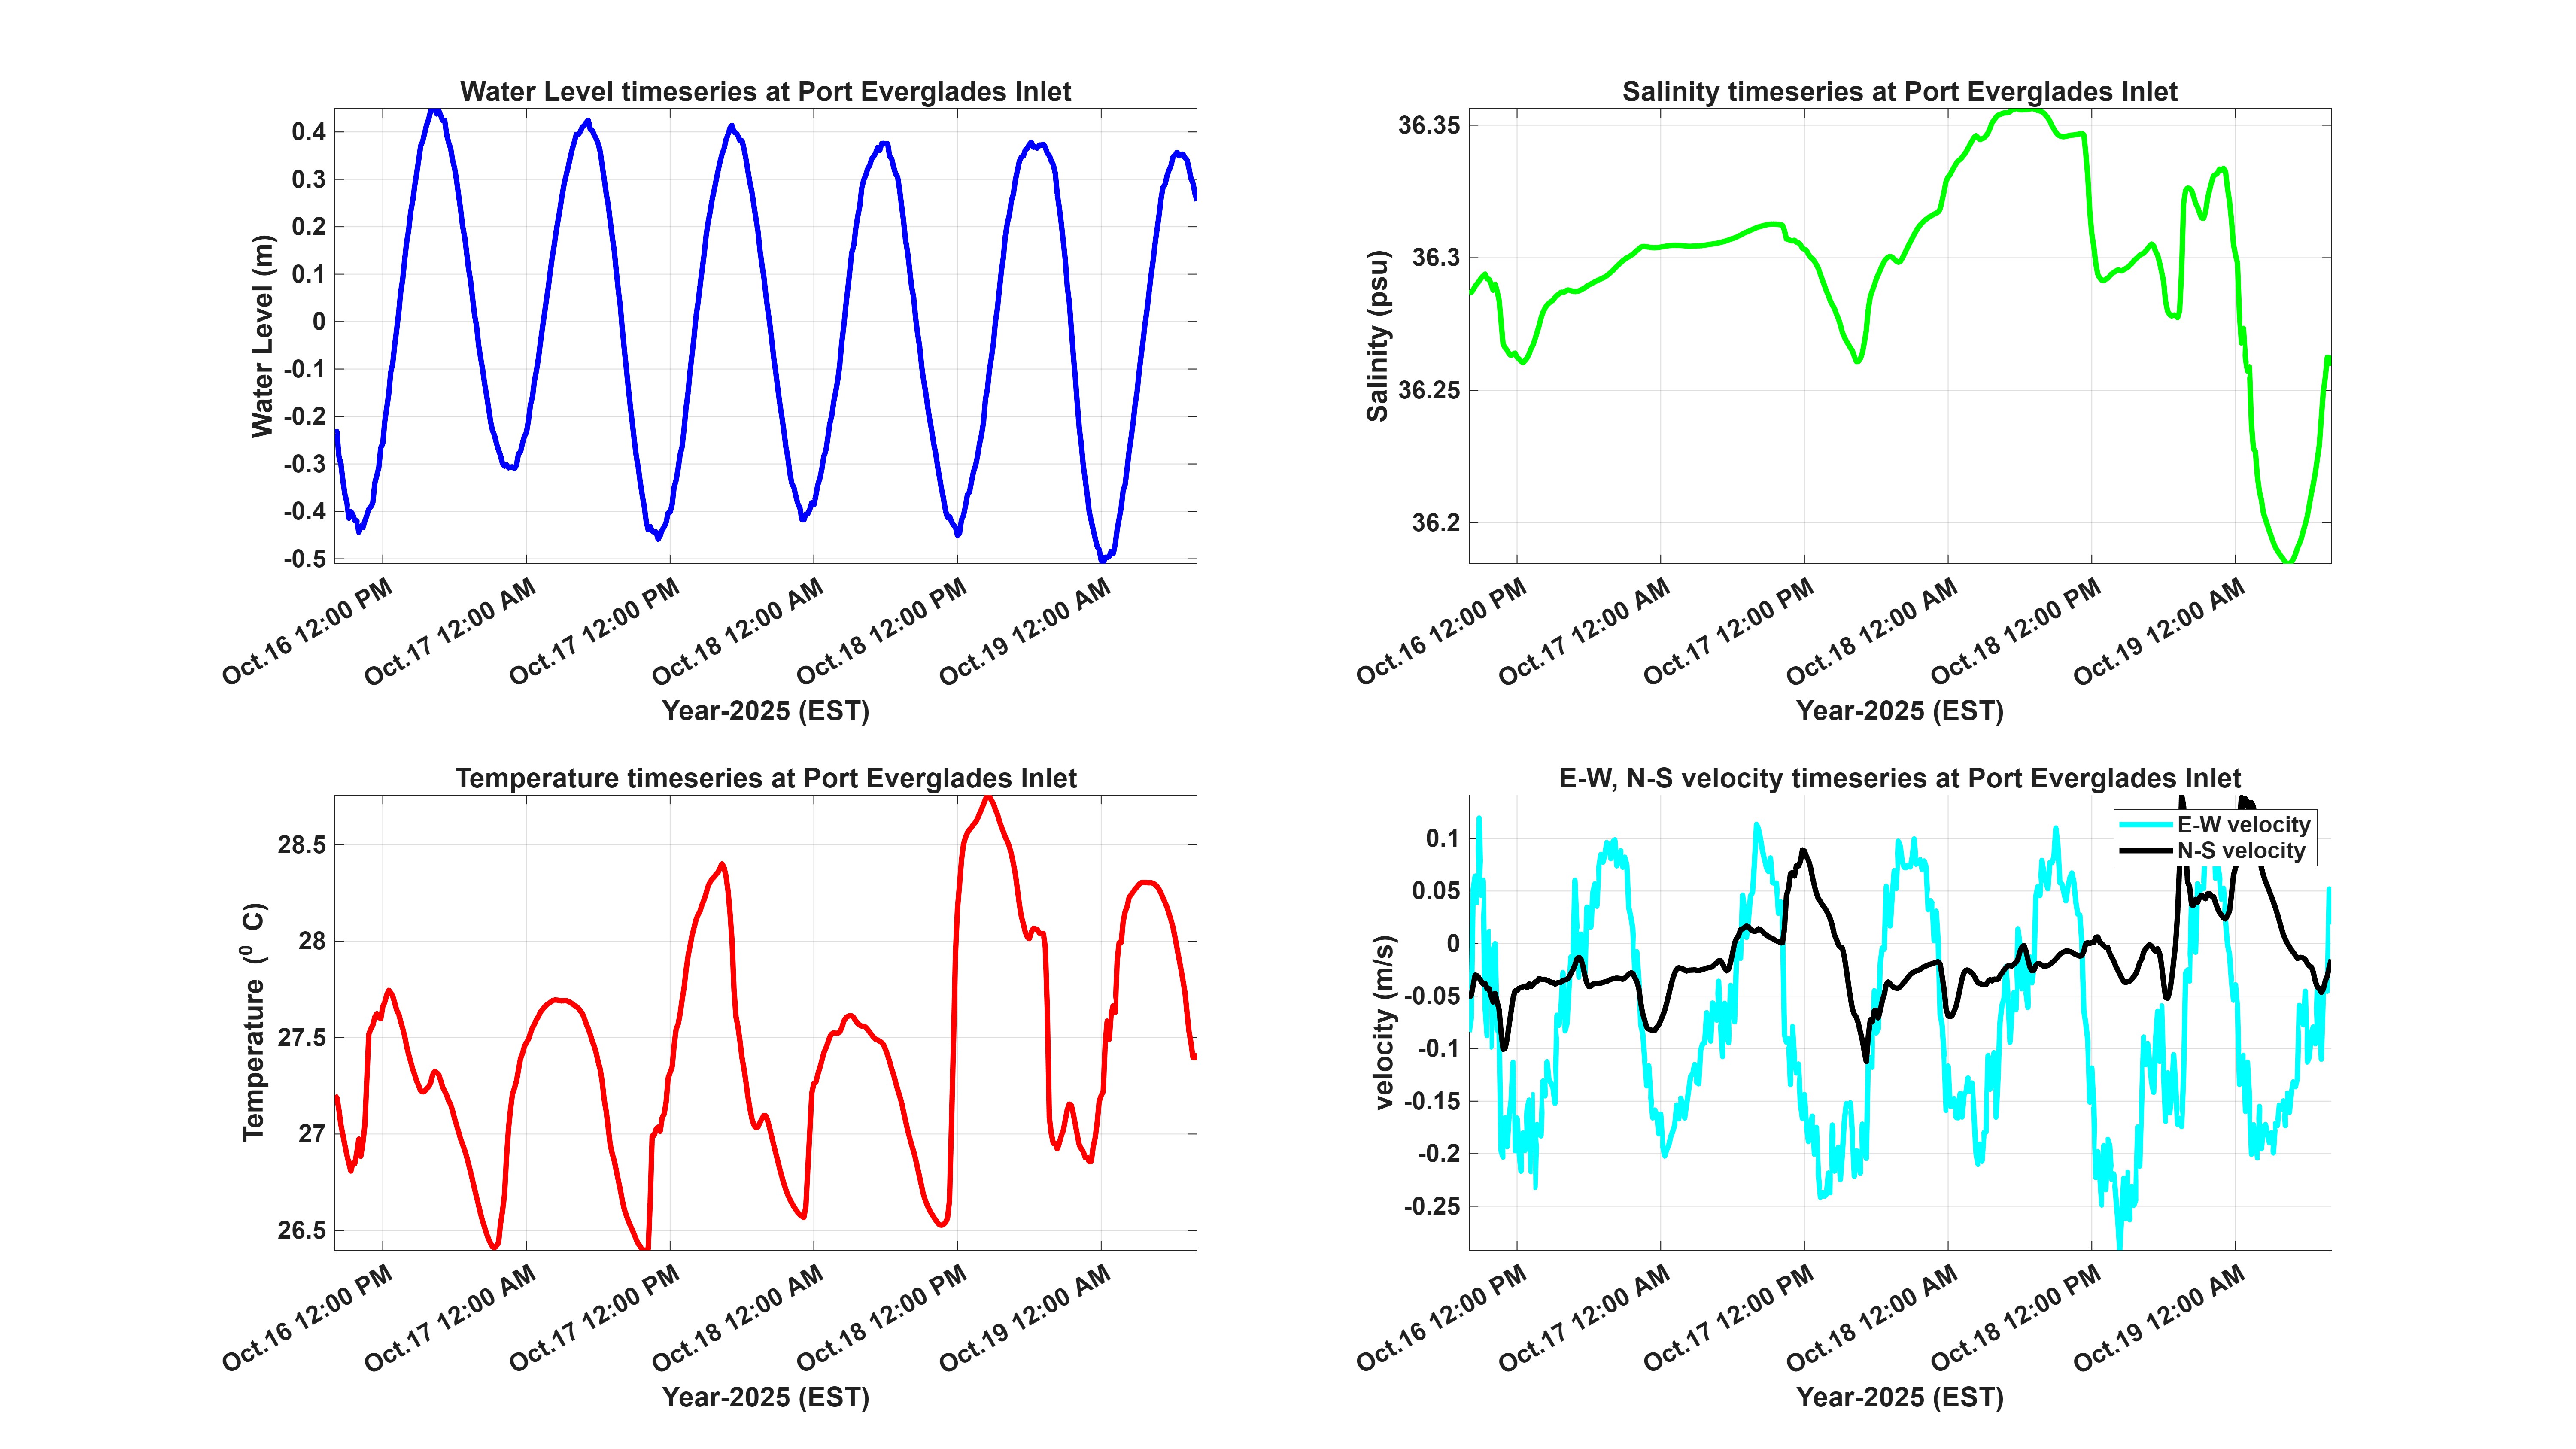 Water Level timeseries at Port Everglades Inlet
Water Level (m)
0.4
0.3
0.2
0.1
0
-0.1
-0.2
-0.3
-0.4
-0.5
Oct.16 12:00 PM
Oct.17 12:00 AM
Oct.17 12:00 PM
Oct.18 12:00 AM
Oct.18 12:00 PM
Oct.19 12:00 AM
Year-2025 (EST)
Salinity timeseries at Port Everglades Inlet
Salinity (psu)
36.35
36.3
36.25
36.2
Oct.16 12:00 PM
Oct.17 12:00 AM
Oct.17 12:00 PM
Oct.18 12:00 AM
Oct.18 12:00 PM
Oct.19 12:00 AM
Year-2025 (EST)
Temperature timeseries at Port Everglades Inlet
Temperature (⁰ C)
28.5
28
27.5
27
26.5
Oct.16 12:00 PM
Oct.17 12:00 AM
Oct.17 12:00 PM
Oct.18 12:00 AM
Oct.18 12:00 PM
Oct.19 12:00 AM
Year-2025 (EST)
E-W, N-S velocity timeseries at Port Everglades Inlet
velocity (m/s)
0.1
0.05
0
-0.05
-0.1
-0.15
-0.2
-0.25
E-W velocity
N-S velocity
Oct.16 12:00 PM
Oct.17 12:00 AM
Oct.17 12:00 PM
Oct.18 12:00 AM
Oct.18 12:00 PM
Oct.19 12:00 AM
Year-2025 (EST)